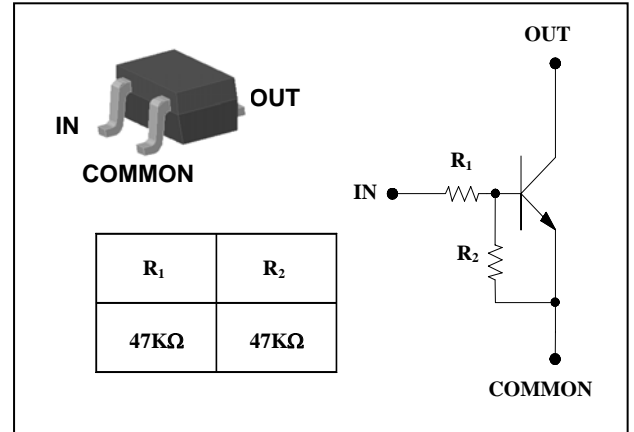 IN
OUT
COMMON
R₁ R₂
47KΩ 47KΩ
OUT
R₁
IN
R₂
COMMON